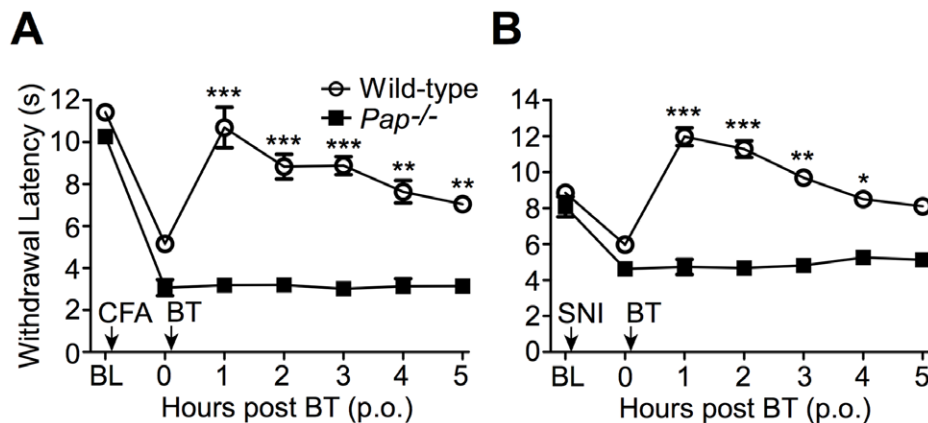 A
B
Withdrawal Latency (s)
Wild-type
Pap-/-
12
10
8
6
4
2
0
***
***
***
**
**
CFA
BT
BL
0
1
2
3
4
5
Hours post BT (p.o.)
14
12
10
8
6
4
2
0
***
***
**
*
SNI
BT
BL
0
1
2
3
4
5
Hours post BT (p.o.)